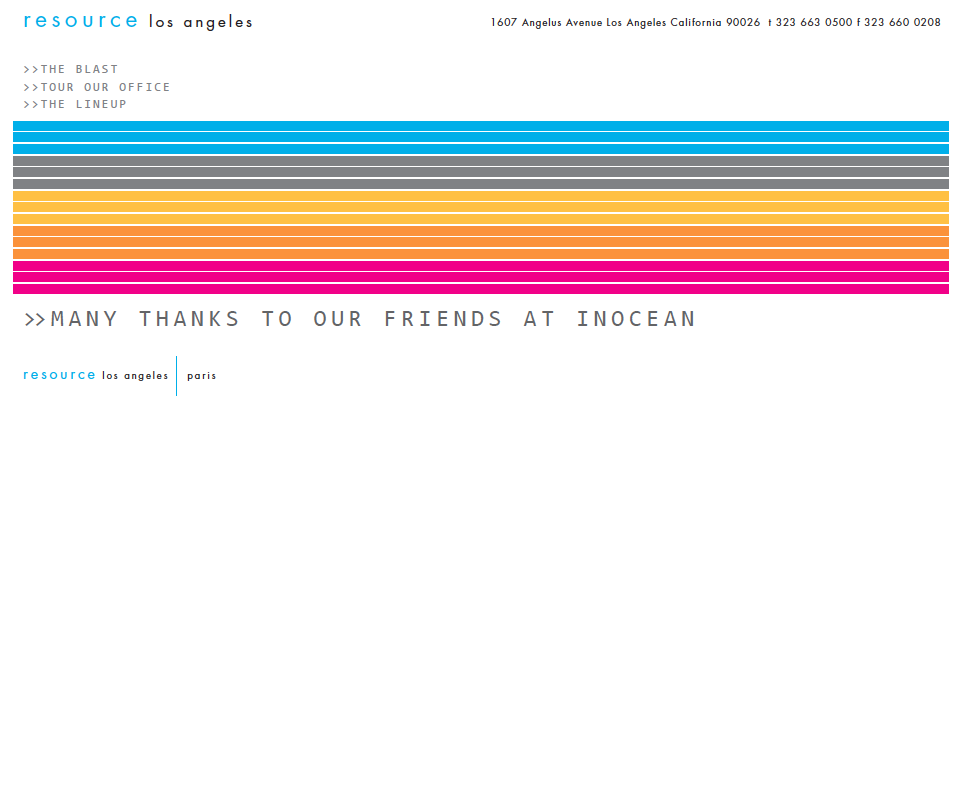 resource los angeles
1607 Angelus Avenue Los Angeles California 90026 t 323 663 0500 f 323 660 0208
>>THE BLAST
>>TOUR OUR OFFICE
>>THE LINEUP
>>MANY THANKS TO OUR FRIENDS AT INOCEAN
resource los angeles
paris